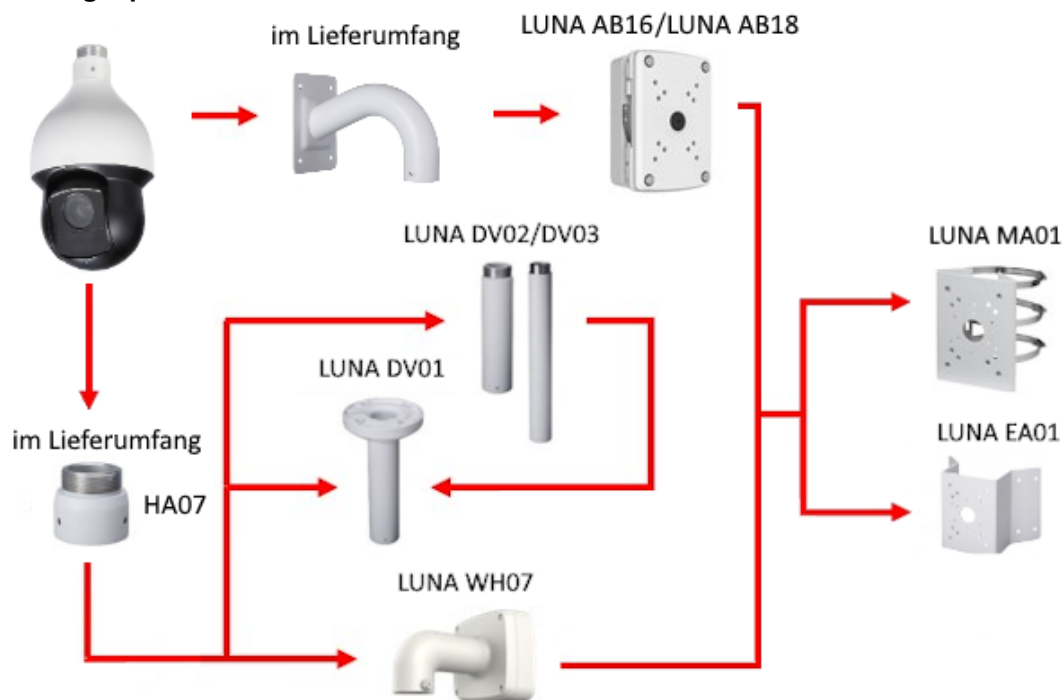 im Lieferumfang
LUNA AB16/LUNA AB18
LUNA DV02/DV03
LUNA MA01
LUNA DV01
im Lieferumfang
HA07
LUNA EA01
LUNA WH07